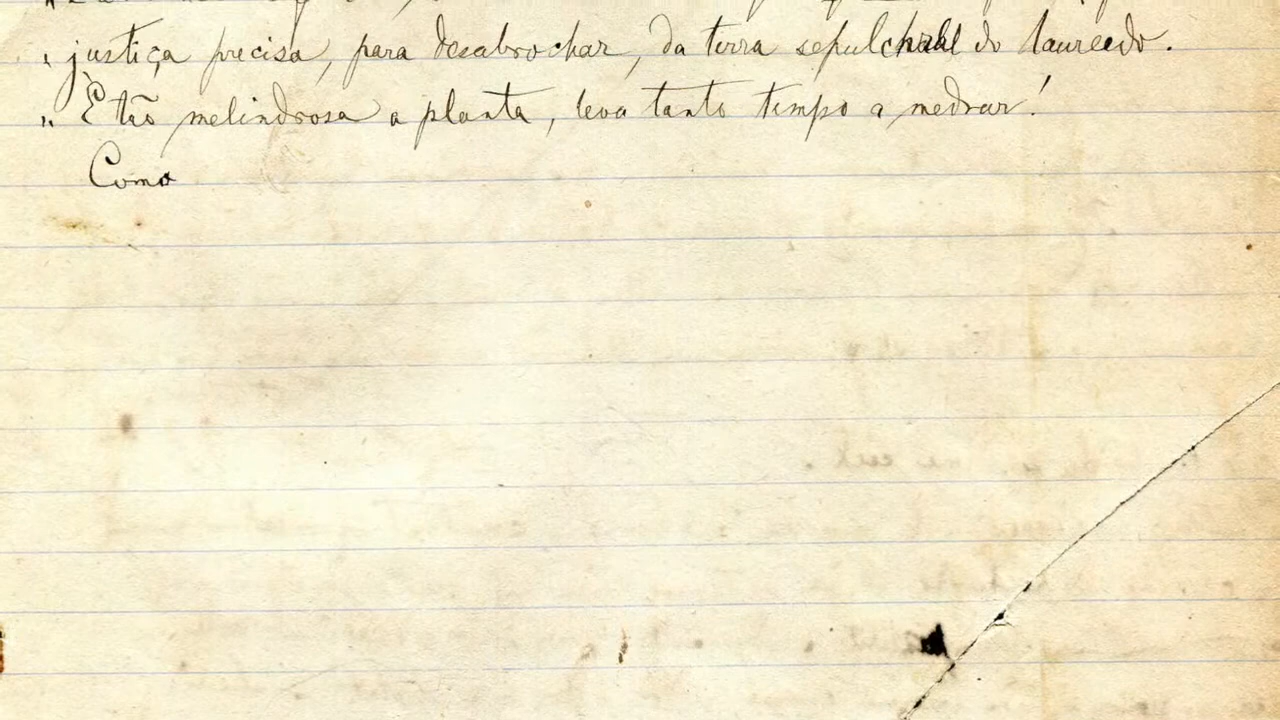 " justiça precisa, para desabrochar, da terra sepulchral do laureado.
" É tão melindrosa a planta, leva tanto tempo a medrar!
Como